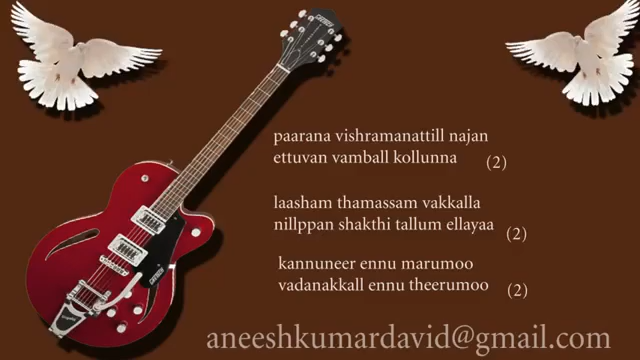 GRETSCH
paarana vishramanattill najan
ettuvan vamball kollunna (2)
laasham thamassam vakkalla
nillppan shakthi tallum ellayaa (2)
kannuneer ennu marumoo
vadanakkall ennu theerumoo (2)
aneeshkumardavid@gmail.com